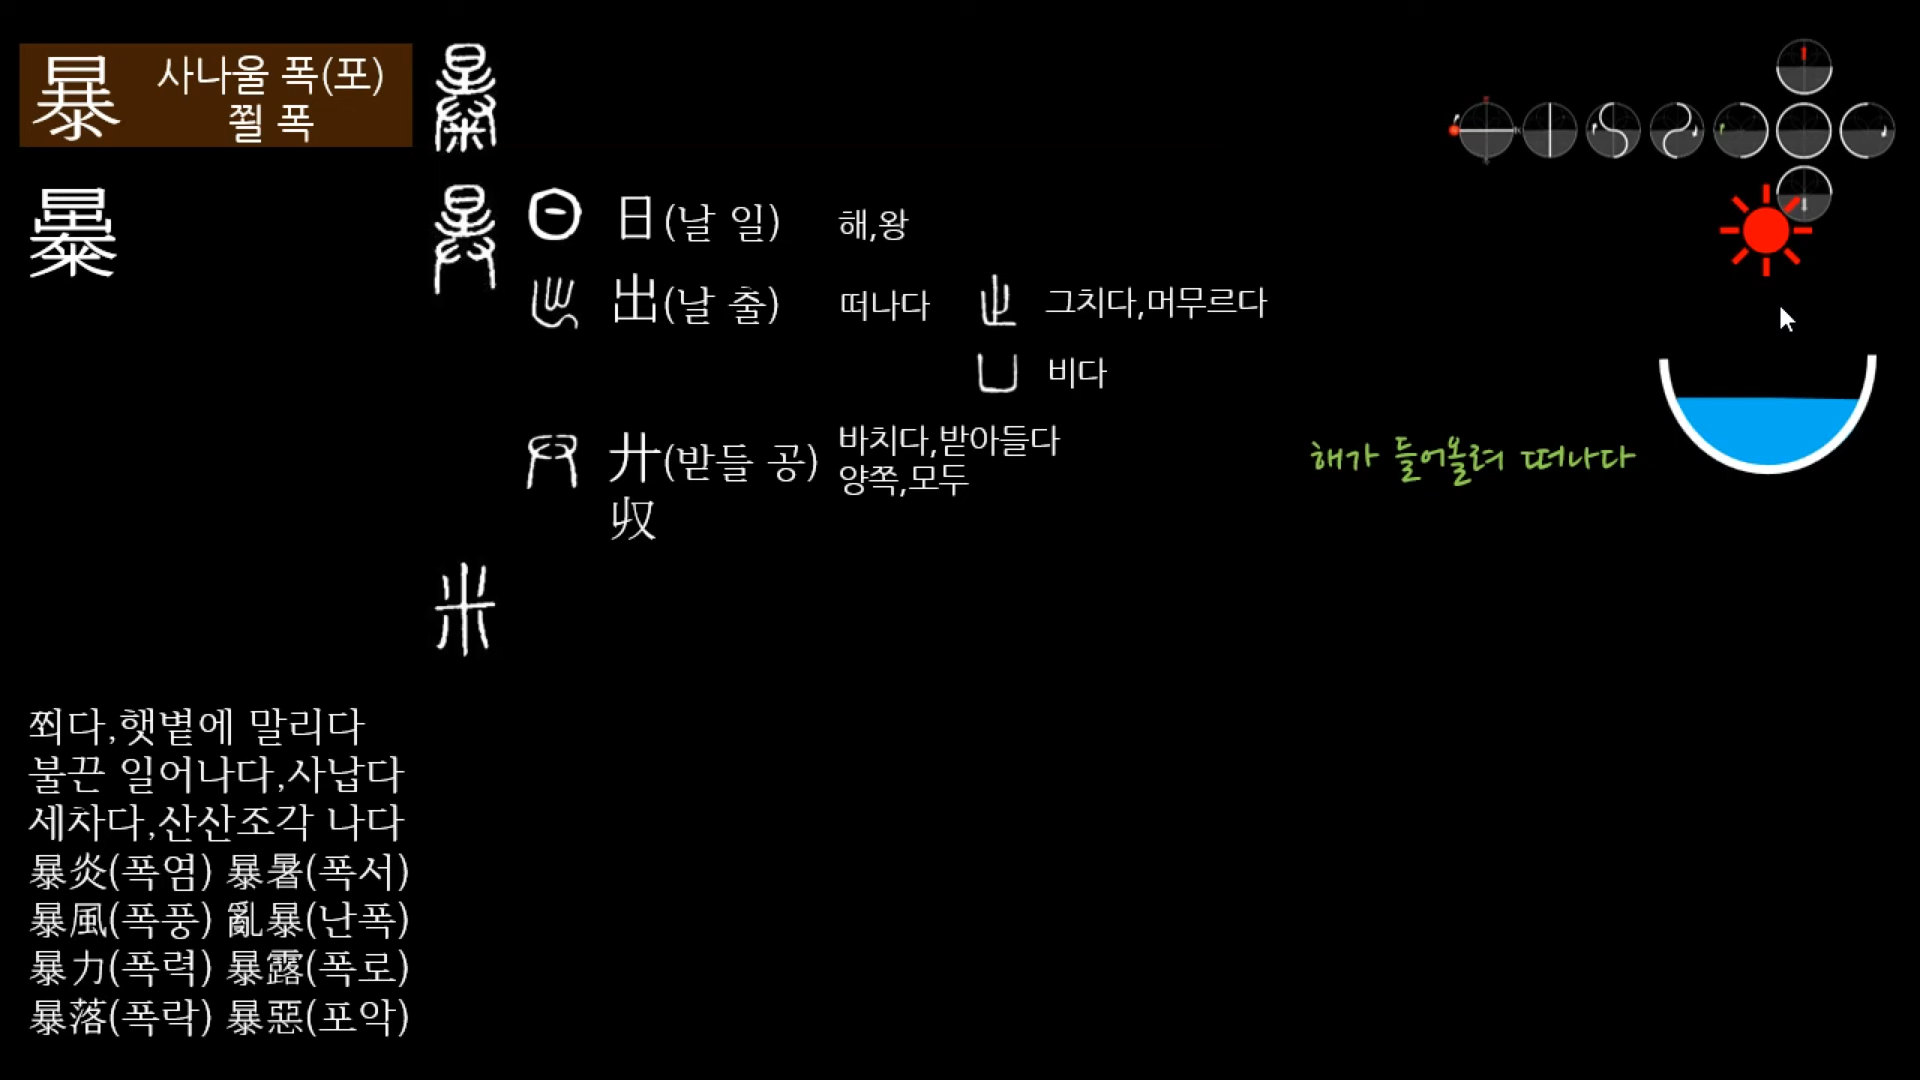 暴 사나울 폭(포)
쬘 폭
暴
日(날 일) 해,왕
出(날 출) 떠나다 그치다,머무르다
비다
廾(받들 공) 바치다,받아들다
양쪽,모두
収
해가 들어올려 떠나다
米
쬐다,햇볕에 말리다
불끈 일어나다,사납다
세차다,산산조각 나다
暴炎(폭염) 暴暑(폭서)
暴風(폭풍) 亂暴(난폭)
暴力(폭력) 暴露(폭로)
暴落(폭락) 暴惡(포악)